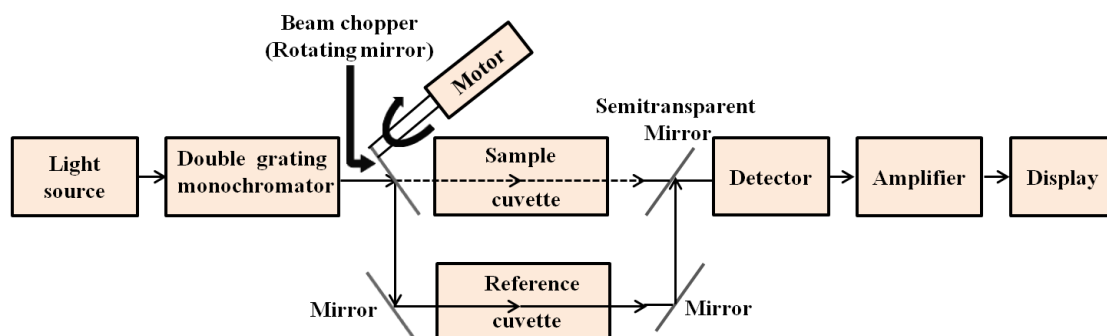 Beam chopper
(Rotating mirror)
Motor
Semitransparent
Mirror
Light
source
Double grating
monochromator
Sample
cuvette
Detector
Amplifier
Display
Mirror
Reference
cuvette
Mirror